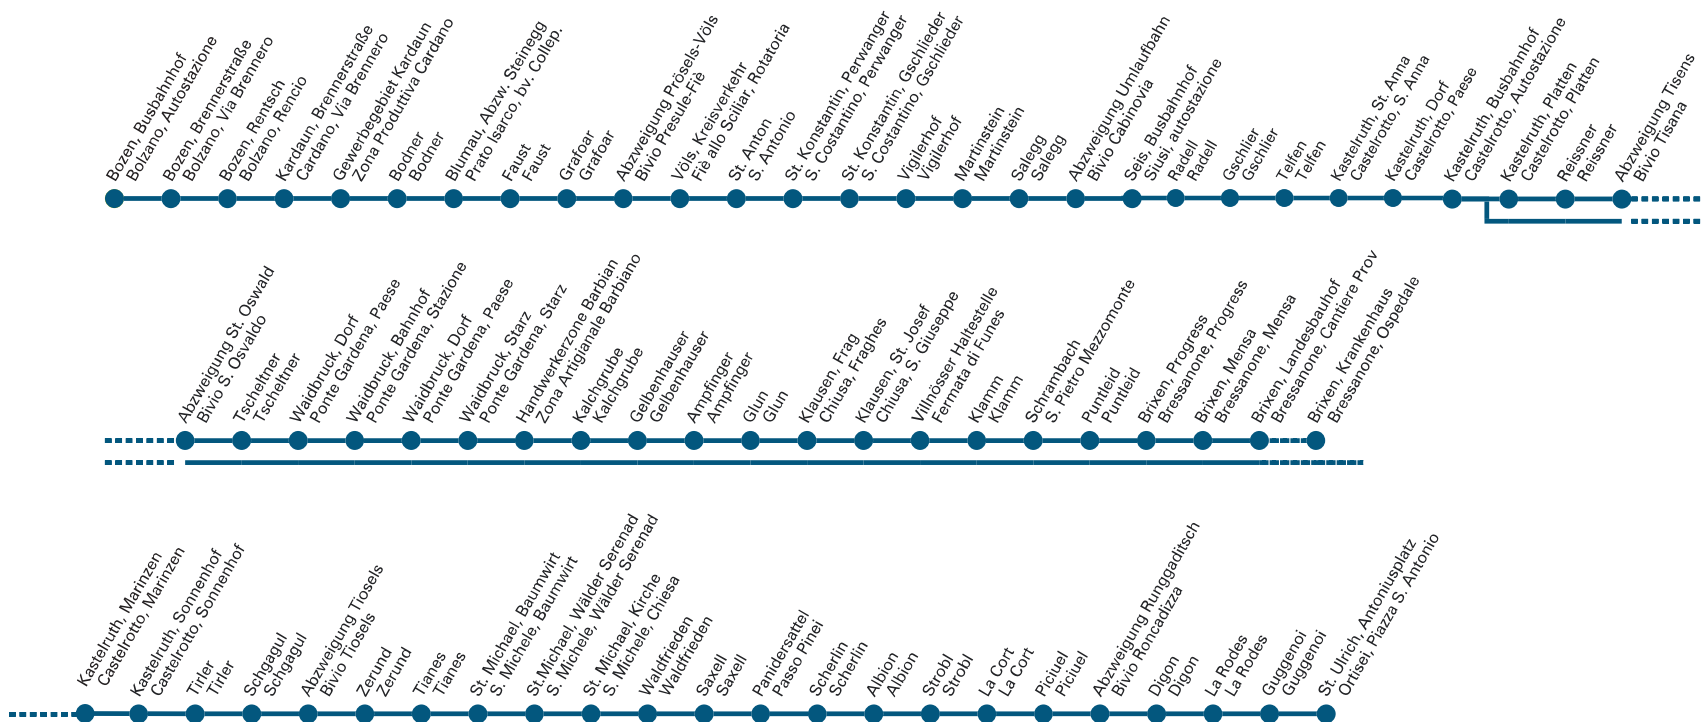 Bozen, Busbahnhof
Bolzano, Autostazione
Bozen, Brennerstraße
Bolzano, Via Brennero
Bozen, Rentsch
Bolzano, Rencio
Kardaun, Brennerstraße
Cardano, Via Brennero
Gewerbegebiet Kardaun
Zona Produttiva Cardano
Bodner
Bodner
Blumau, Abzw. Steinegg
Prato Isarco, bv. Collep.
Faust
Faust
Grafoar
Grafoar
Abzweigung Prösels-Völs
Bivio Presule-Fiè
Völs, Kreisverkehr
Fiè allo Sciliar, Rotatoria
St. Anton
S. Antonio
St. Konstantin, Perwanger
S. Costantino, Perwanger
St. Konstantin, Gschlieder
S. Costantino, Gschlieder
Vigilerhof
Vigilerhof
Martinstein
Martinstein
Salegg
Salegg
Abzweigung Umlaufbahn
Bivio Cabinovia
Seis, Busbahnhof
Siusi, autostazione
Radell
Radell
Gschlier
Gschlier
Telfen
Telfen
Kastelruth, St. Anna
Castelrotto, S. Anna
Kastelruth, Dorf
Castelrotto, Paese
Kastelruth, Busbahnhof
Castelrotto, Autostazione
Kastelruth, Platten
Castelrotto, Platten
Reissner
Reissner
Abzweigung Tisens
Bivio Tisana
Abzweigung St. Oswald
Bivio S. Osvaldo
Tscheltner
Tscheltner
Waidbruck, Dorf
Ponte Gardena, Paese
Waidbruck, Bahnhof
Ponte Gardena, Stazione
Waidbruck, Dorf
Ponte Gardena, Paese
Waidbruck, Starz
Ponte Gardena, Starz
Handwerkerzone Barbian
Zona Artigianale Barbiano
Kalchgrube
Kalchgrube
Gelbenhauser
Gelbenhauser
Ampfinger
Ampfinger
Glun
Glun
Klausen, Frag
Chiusa, Fraghes
Klausen, St. Josef
Chiusa, S. Giuseppe
Villnösser Haltestelle
Fermata di Funes
Klamm
Klamm
Schrambach
S. Pietro Mezzomonte
Puntleid
Puntleid
Brixen, Progress
Bressanone, Progress
Brixen, Mensa
Bressanone, Mensa
Brixen, Landesbauhof
Bressanone, Cantiere Prov
Brixen, Krankenhaus
Bressanone, Ospedale
Kastelruth, Marinzen
Castelrotto, Marinzen
Kastelruth, Sonnenhof
Castelrotto, Sonnenhof
Tirler
Tirler
Schgagul
Schgagul
Abzweigung Tiosels
Bivio Tiosels
Zerund
Zerund
Tianes
Tianes
St. Michael, Baumwirt
S. Michele, Baumwirt
St.Michael, Wälder Serenad
S. Michele, Wälder Serenad
St. Michael, Kirche
S. Michele, Chiesa
Waldfrieden
Waldfrieden
Saxell
Saxell
Panidersattel
Passo Pinei
Scherlin
Scherlin
Albion
Albion
Strobl
Strobl
La Cort
La Cort
Piciuel
Piciuel
Abzweigung Runggaditsch
Bivio Roncadizza
Digon
Digon
La Rodes
La Rodes
Guggenoi
Guggenoi
St. Ulrich, Antoniusplatz
Ortisei, Piazza S. Antonio